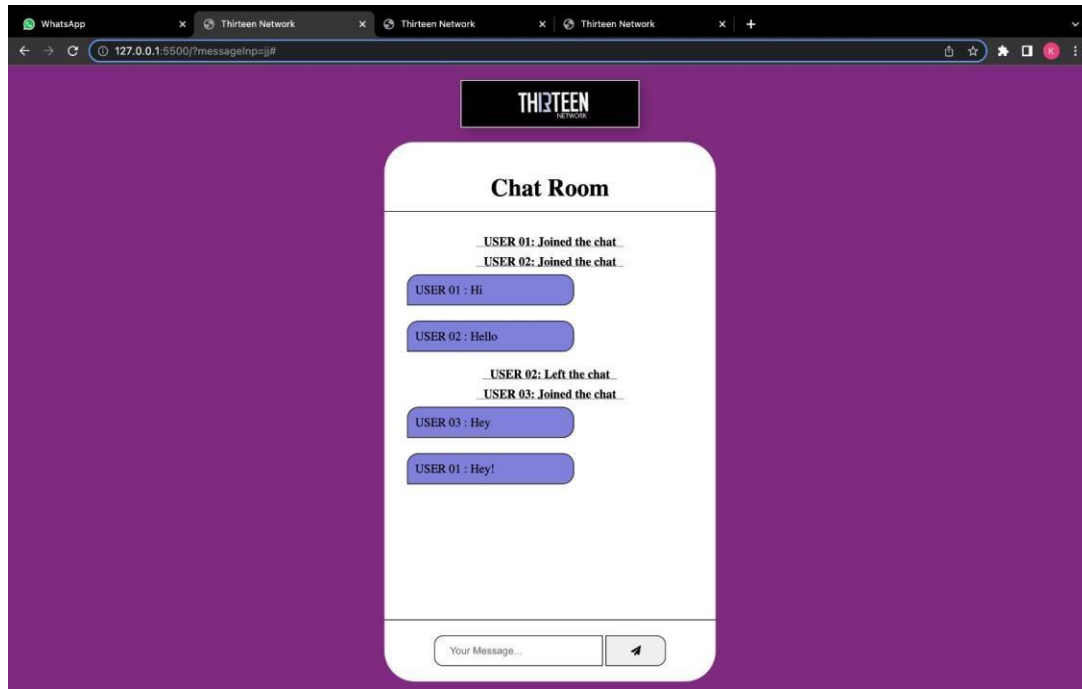 WhatsApp
Thirteen Network
Thirteen Network
Thirteen Network
127.0.0.1:5500/?messageInp=jj#
K
THIRTEEN
NETWORK
Chat Room
USER 01: Joined the chat
USER 02: Joined the chat
USER 01 : Hi
USER 02 : Hello
USER 02: Left the chat
USER 03: Joined the chat
USER 03 : Hey
USER 01 : Hey!
Your Message...